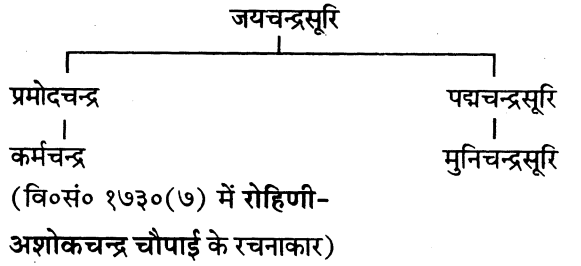 जयचन्द्रसूरि
प्रमोदचन्द्र पद्मचन्द्रसूरि
कर्मचन्द्र मुनिचन्द्रसूरि
(वि०सं० १७३०(७) में रोहिणी-
अशोकचन्द्र चौपाई के रचनाकार)